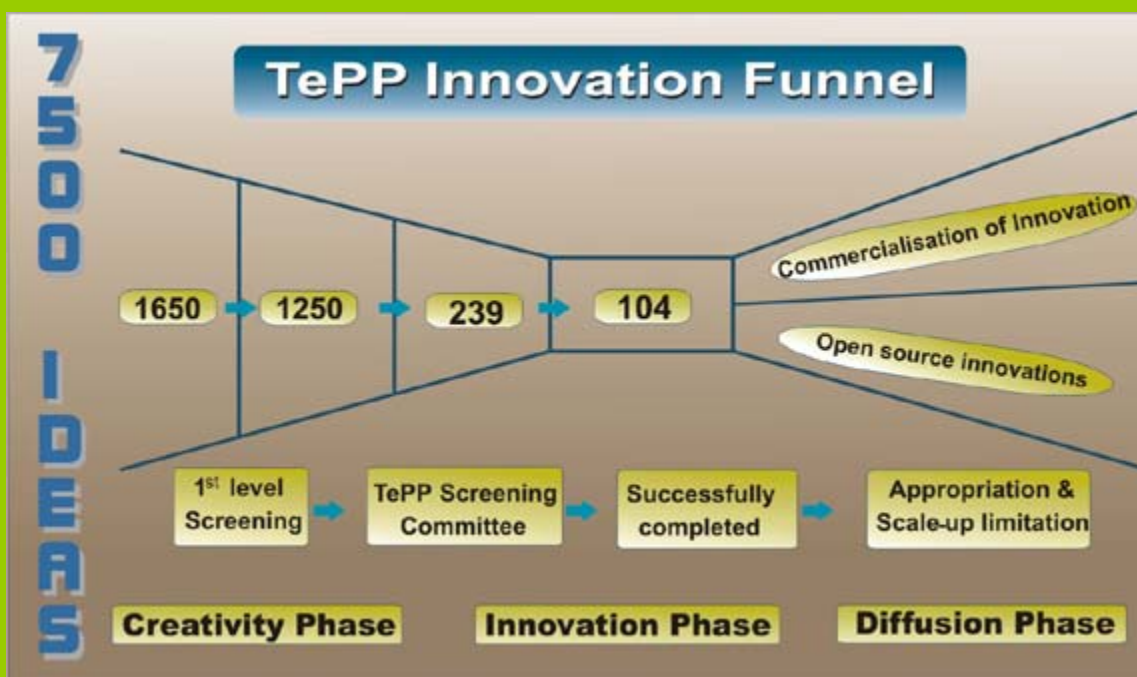 7500 IDEAS
TePP Innovation Funnel
Commercialisation of Innovation
1650
1250
239
104
Open source innovations
1st level
Screening
TePP Screening
Committee
Successfully
completed
Appropriation &
Scale-up limitation
Creativity Phase
Innovation Phase
Diffusion Phase